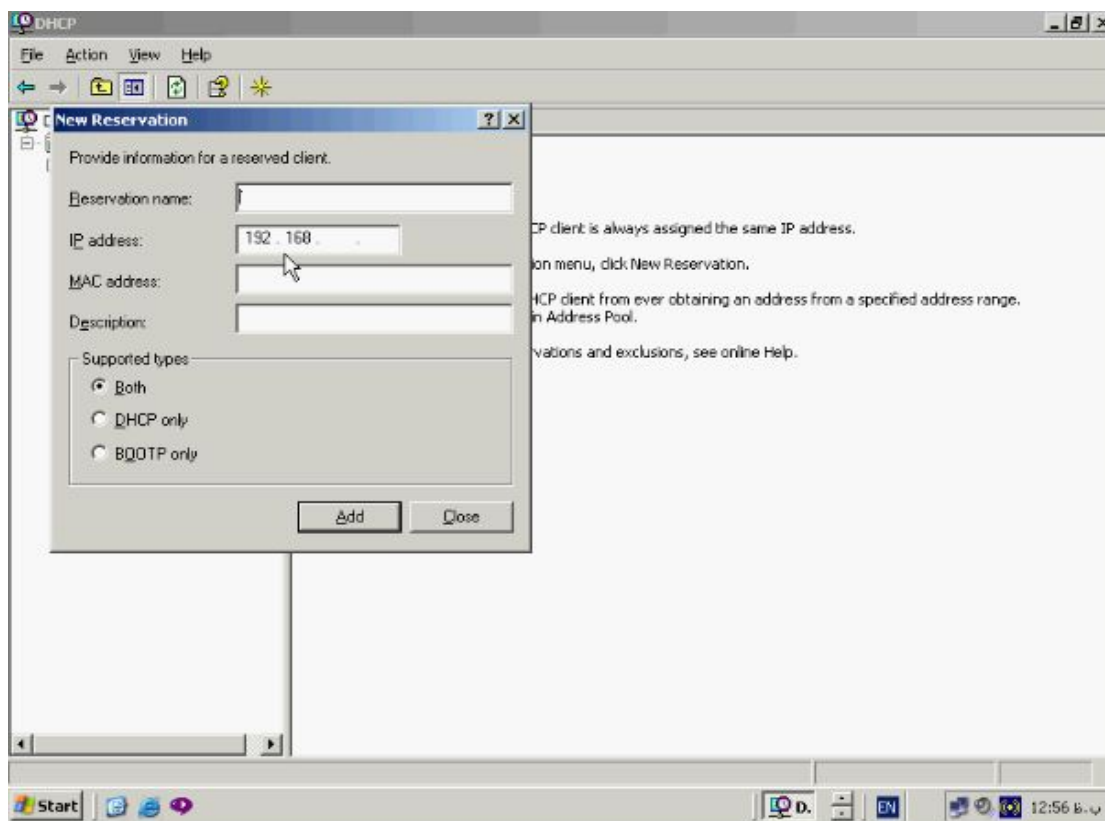 DHCP
File Action View Help
New Reservation
Provide information for a reserved client.
Reservation name:
IP address: 192 . 168 . .
MAC address:
Description:
Supported types
Both
DHCP only
BOOTP only
Add Close
CP client is always assigned the same IP address.
ion menu, click New Reservation.
HCP client from ever obtaining an address from a specified address range.
in Address Pool.
vations and exclusions, see online Help.
Start D. EN 12:56 ب.ظ